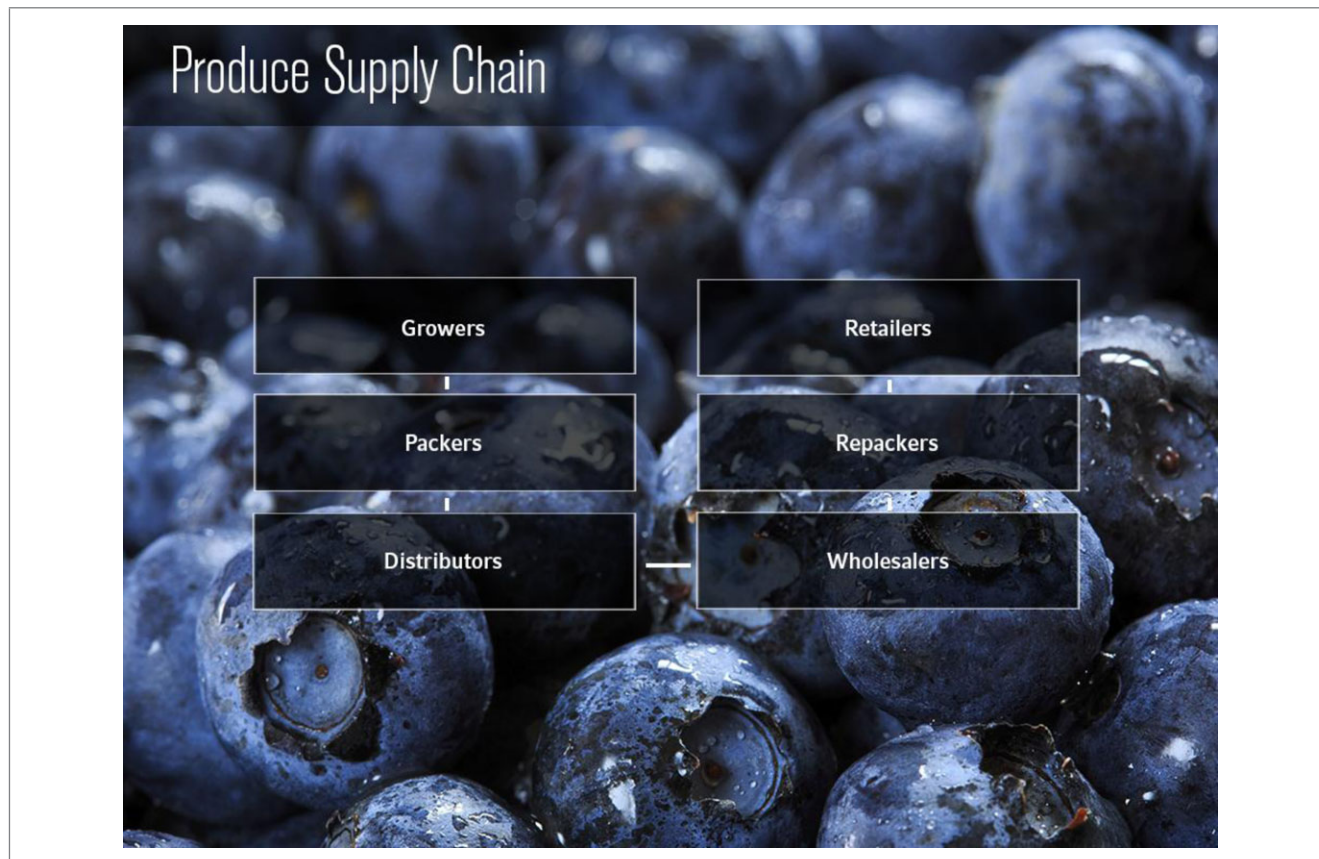 Produce Supply Chain
Growers
Packers
Distributors
Retailers
Repackers
Wholesalers